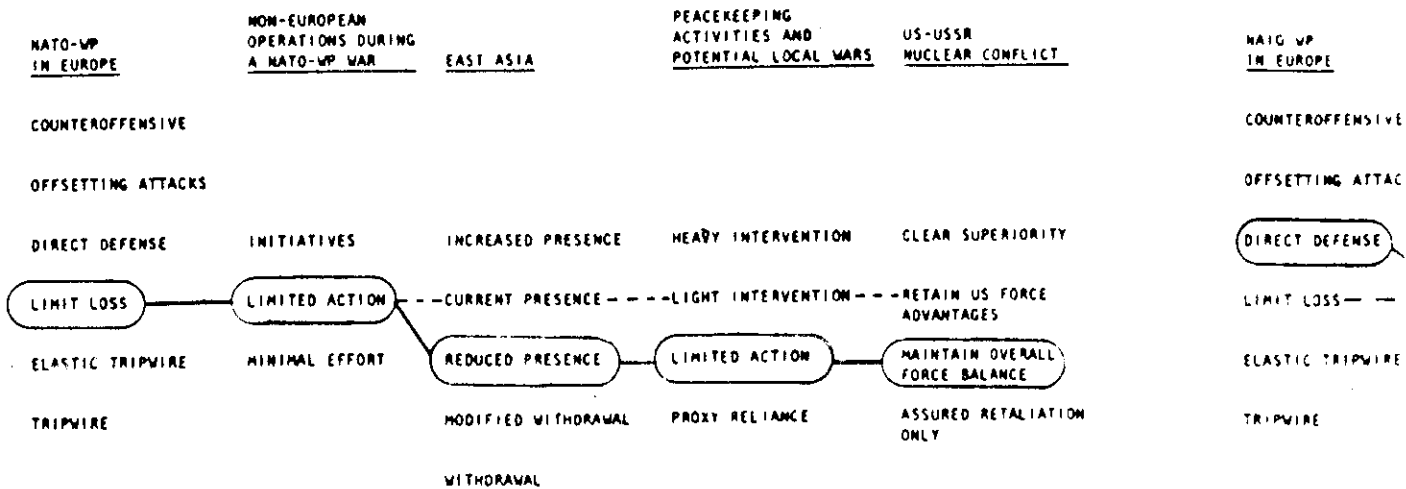 NATO-WP
IN EUROPE
NON-EUROPEAN
OPERATIONS DURING
A NATO-WP WAR
EAST ASIA
PEACEKEEPING
ACTIVITIES AND
POTENTIAL LOCAL WARS
US-USSR
NUCLEAR CONFLICT
WP
IN EUROPE
COUNTEROFFENSIVE
COUNTEROFFENSIVE
OFFSETTING ATTACKS
OFFSETTING ATTAC
DIRECT DEFENSE
INITIATIVES
INCREASED PRESENCE
HEAVY INTERVENTION
CLEAR SUPERIORITY
DIRECT DEFENSE
LIMIT LOSS
LIMITED ACTION
CURRENT PRESENCE
LIGHT INTERVENTION
RETAIN US FORCE
ADVANTAGES
LIMIT LOSS
ELASTIC TRIPWIRE
MINIMAL EFFORT
REDUCED PRESENCE
LIMITED ACTION
MAINTAIN OVERALL
FORCE BALANCE
ELASTIC TRIPWIRE
TRIPWIRE
MODIFIED WITHDRAWAL
PROXY RELIANCE
ASSURED RETALIATION
ONLY
TRIPWIRE
WITHDRAWAL